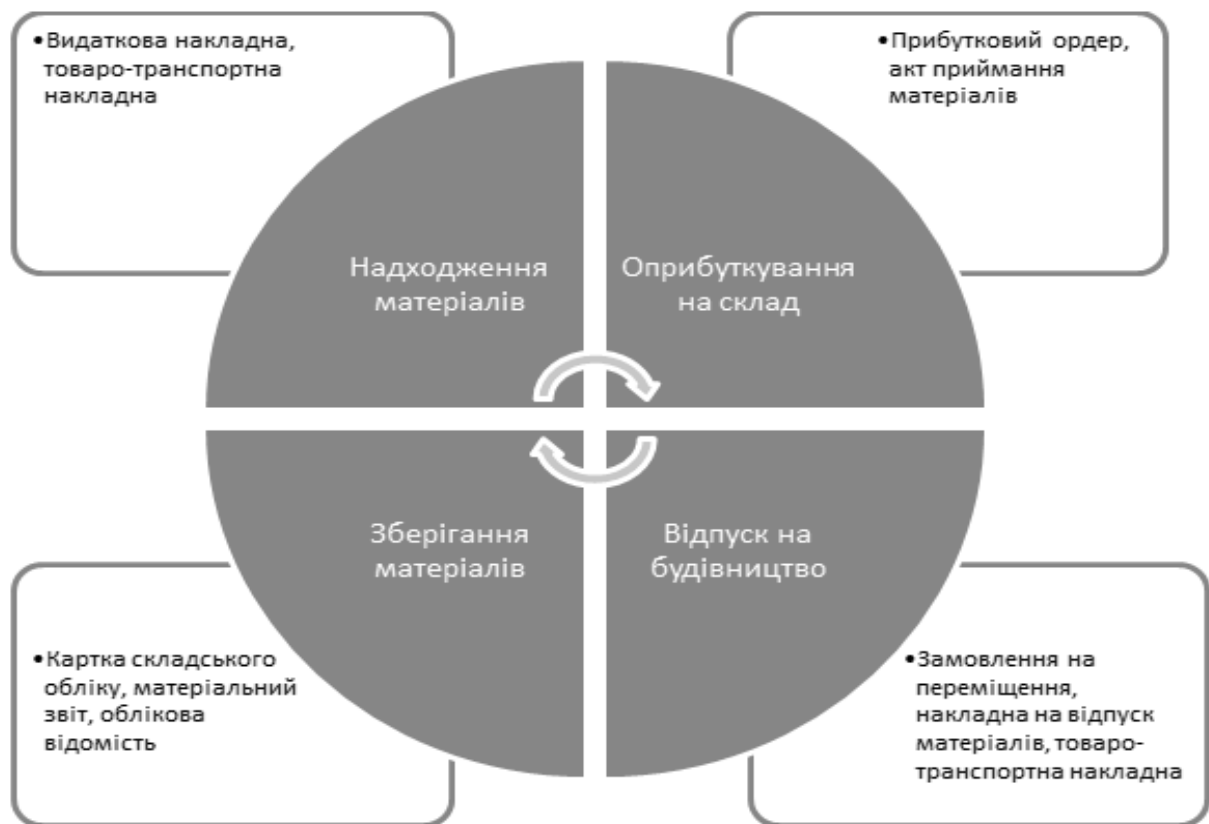 •Видаткова накладна,
товаро-транспортна
накладна
•Прибутковий ордер,
акт приймання
матеріалів
Надходження
матеріалів
Оприбуткування
на склад
Зберігання
матеріалів
Відпуск на
будівництво
•Картка складського
обліку, матеріальний
звіт, облікова
відомість
•Замовлення на
переміщення,
накладна на відпуск
матеріалів, товаро-
транспортна накладна